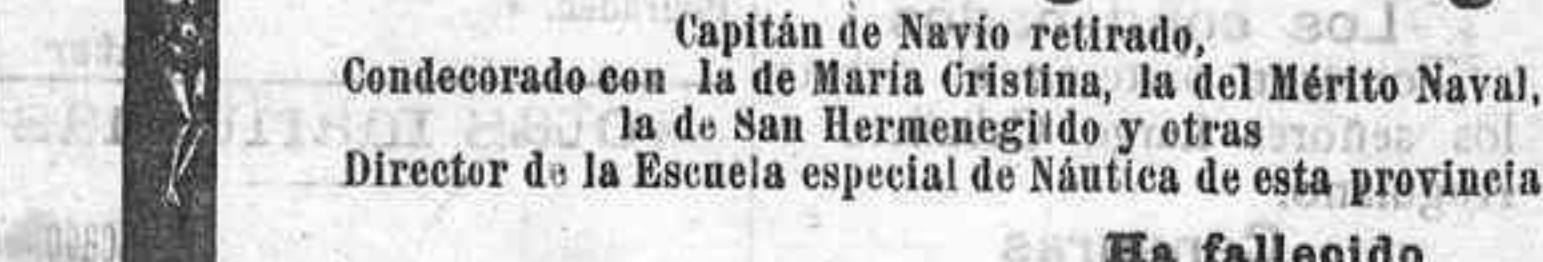 Capitán de Navío retirado,
Condecorado con la de María Cristina, la del Mérito Naval,
la de San Hermenegildo y otras
Director de la Escuela especial de Náutica de esta provincia
Ha fallecido